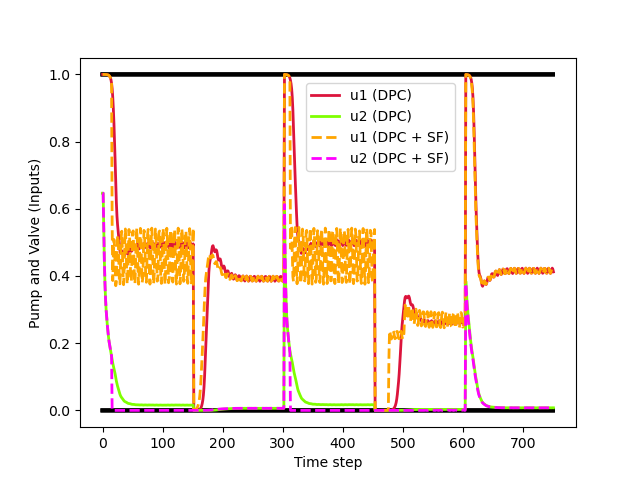 1.0
0.8
0.6
0.4
0.2
0.0
Pump and Valve (Inputs)
u1 (DPC)
u2 (DPC)
u1 (DPC + SF)
u2 (DPC + SF)
0 100 200 300 400 500 600 700
Time step